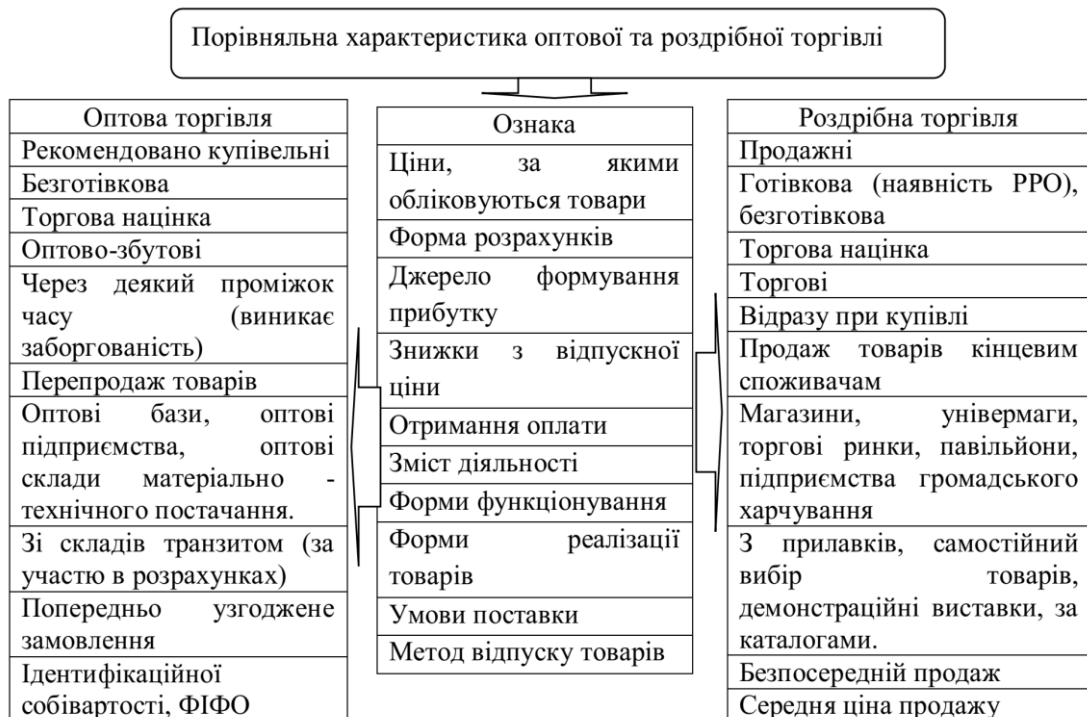 Порівняльна характеристика оптової та роздрібної торгівлі
Оптова торгівля
Рекомендовано купівельні
Безготівкова
Торгова націнка
Оптово-збутові
Через деякий проміжок
часу (виникає
заборгованість)
Перепродаж товарів
Оптові бази, оптові
підприємства, оптові
склади матеріально -
технічного постачання.
Зі складів транзитом (за
участю в розрахунках)
Попередньо узгоджене
замовлення
Ідентифікаційної
собівартості, ФІФО
Ознака
Ціни, за якими
обліковуються товари
Форма розрахунків
Джерело формування
прибутку
Знижки з відпускної
ціни
Отримання оплати
Зміст діяльності
Форми функціонування
Форми реалізації
товарів
Умови поставки
Метод відпуску товарів
Роздрібна торгівля
Продажні
Готівкова (наявність РРО),
безготівкова
Торгова націнка
Торгові
Відразу при купівлі
Продаж товарів кінцевим
споживачам
Магазини, універмаги,
торгові ринки, павільйони,
підприємства громадського
харчування
З прилавків, самостійний
вибір товарів,
демонстраційні виставки, за
каталогами.
Безпосередній продаж
Середня ціна продажу